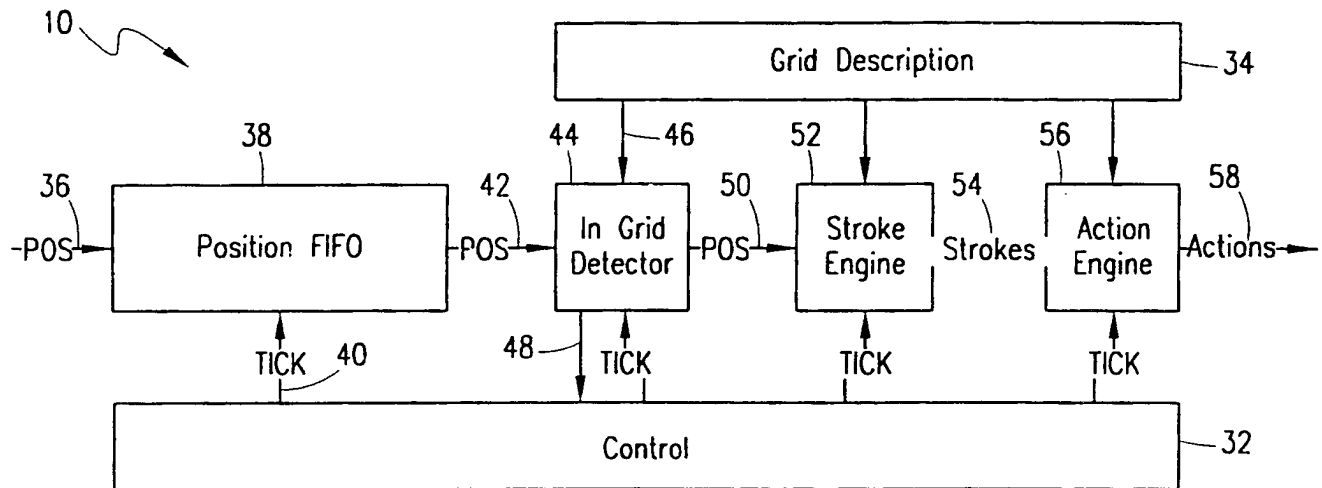 10
Grid Description
34
38
44
46
52
56
36
42
50
54
58
-POS
Position FIFO
POS
In Grid
Detector
POS
Stroke
Engine
Strokes
Action
Engine
Actions
TICK
40
48
TICK
TICK
TICK
Control
32